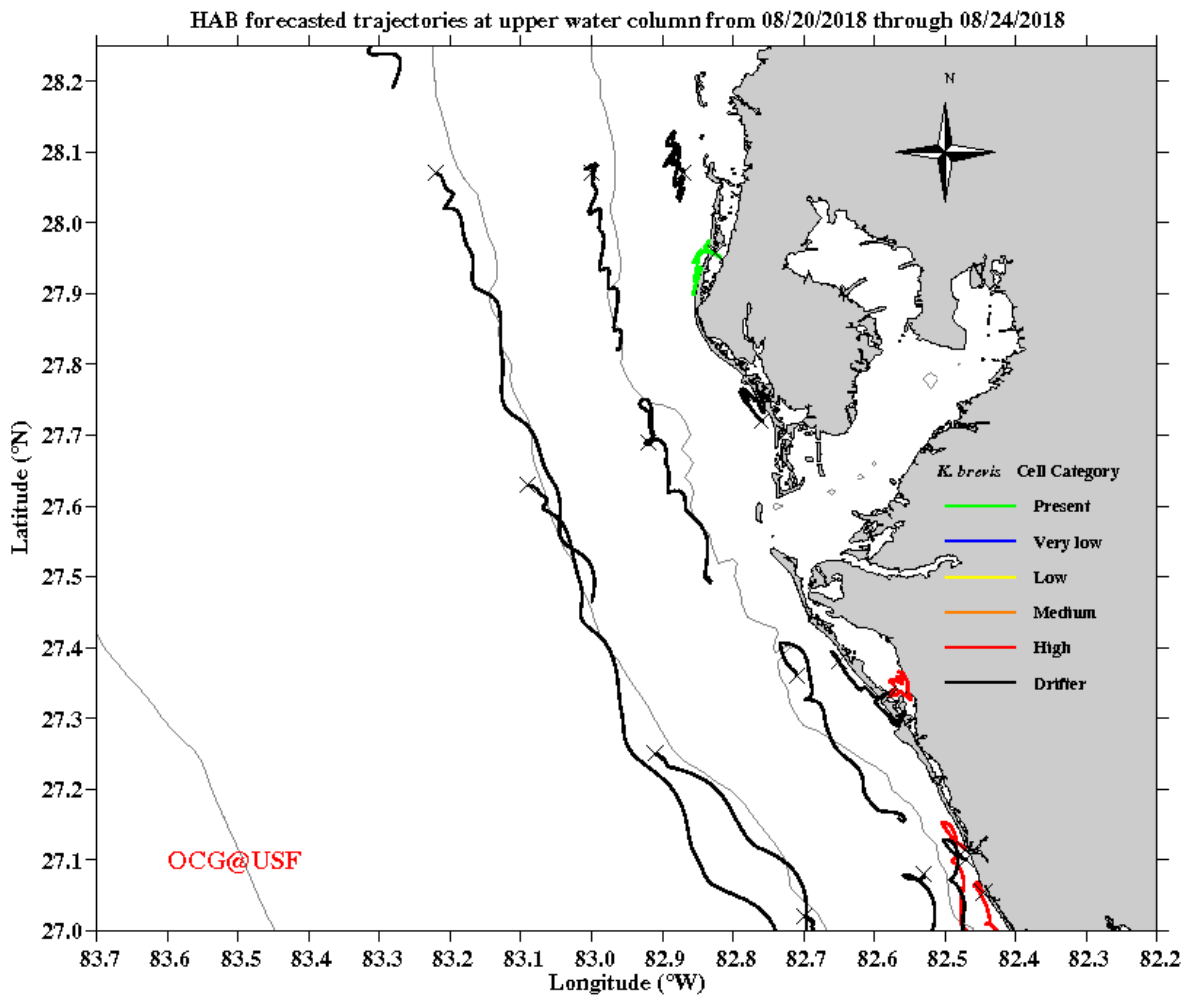 HAB forecasted trajectories at upper water column from 08/20/2018 through 08/24/2018
N
28.2
28.1
28.0
27.9
27.8
27.7
27.6
27.5
27.4
27.3
27.2
27.1
27.0
Latitude (°N)
K. brevis Cell Category
Present
Very low
Low
Medium
High
Drifter
OCG@USF
83.7 83.6 83.5 83.4 83.3 83.2 83.1 83.0 82.9 82.8 82.7 82.6 82.5 82.4 82.3 82.2
Longitude (°W)